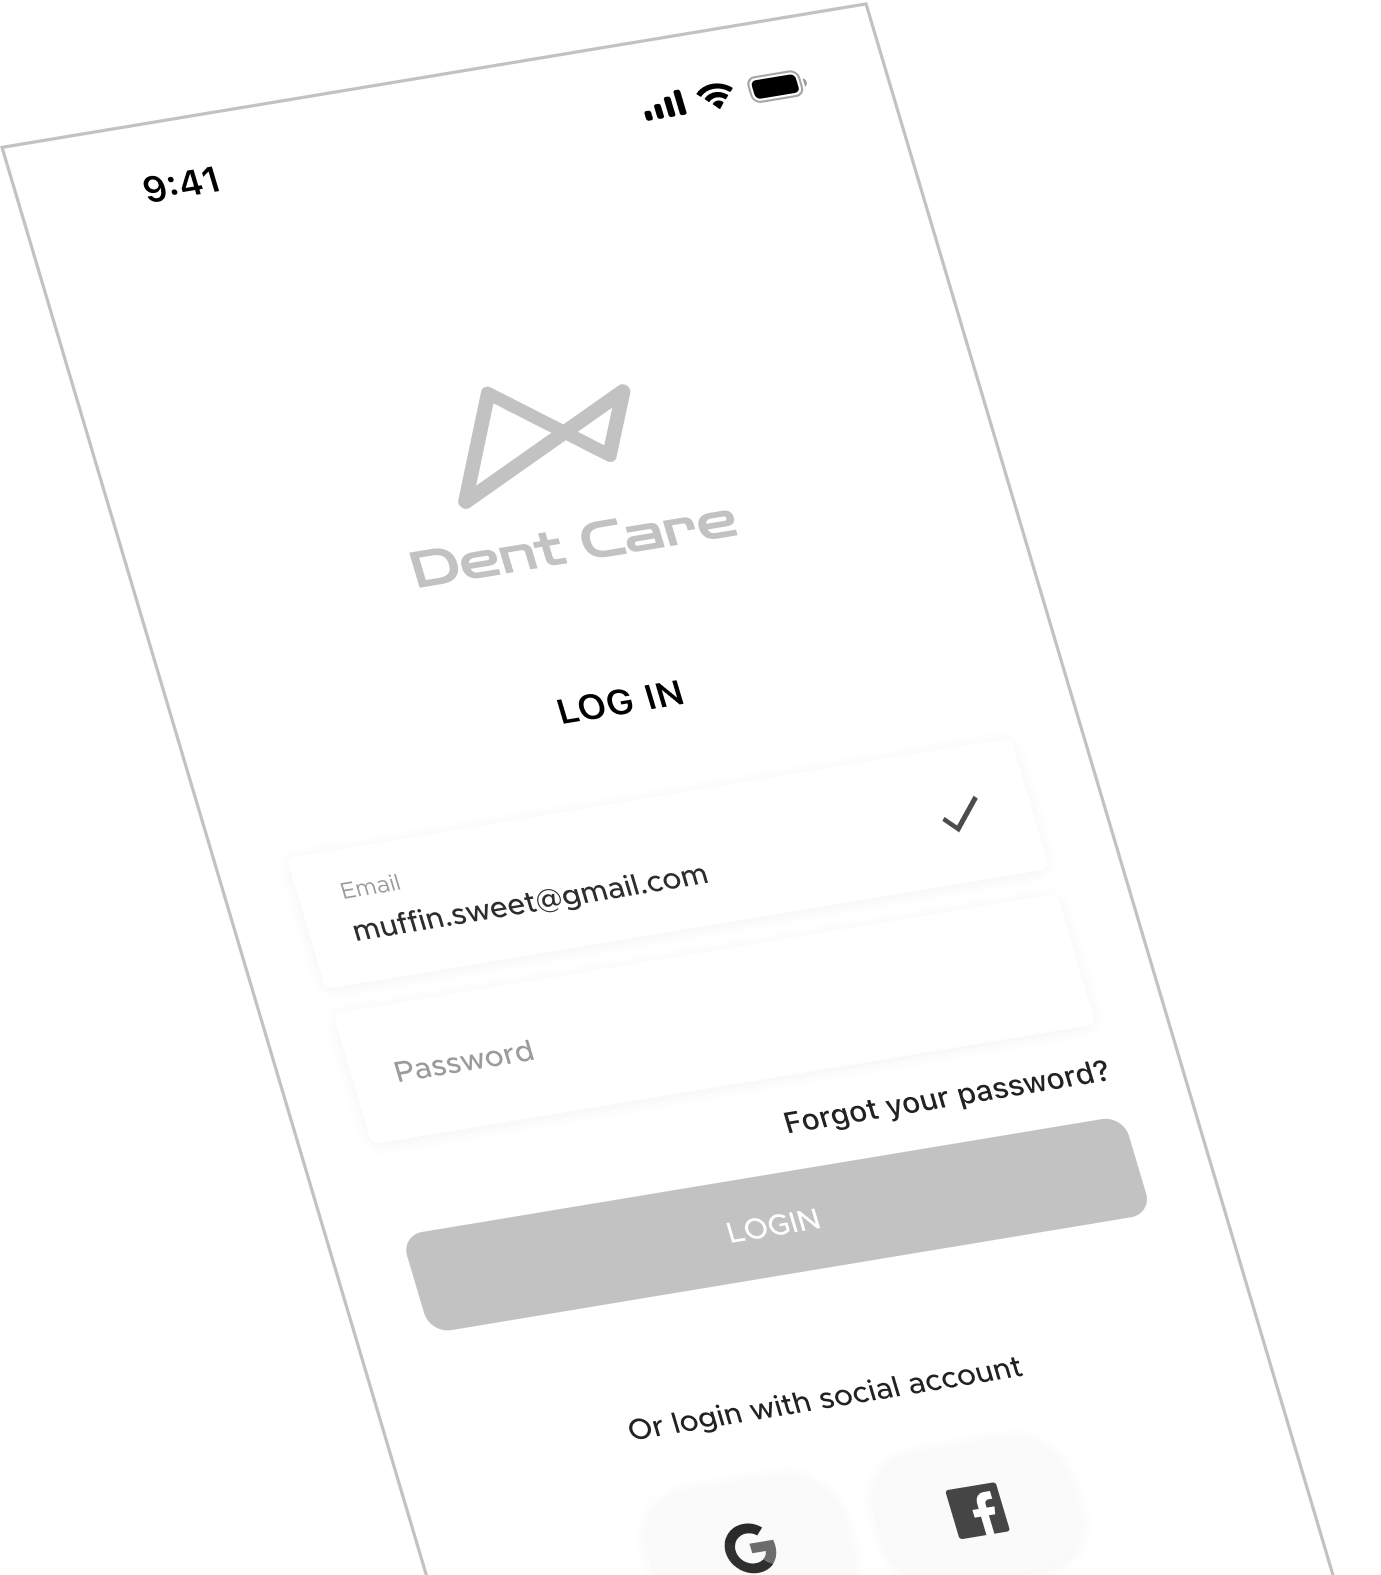 9:41
Dent Care
LOG IN
Email
muffin.sweet@gmail.com
Password
Forgot your password?
LOGIN
Or login with social account